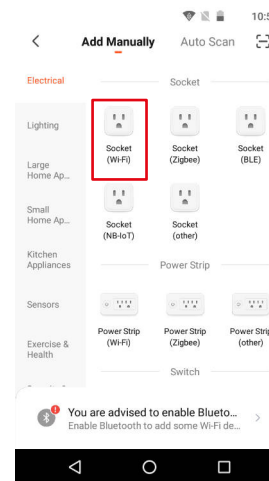 10:5
Add Manually
Auto Scan
Electrical
Socket
Lighting
Socket
(Wi-Fi)
Socket
(Zigbee)
Socket
(BLE)
Large
Home Ap...
Small
Home Ap...
Socket
(NB-IoT)
Socket
(other)
Kitchen
Appliances
Power Strip
Sensors
Power Strip
(Wi-Fi)
Power Strip
(Zigbee)
Power Strip
(other)
Exercise &
Health
Switch
You are advised to enable Blueto...
Enable Bluetooth to add some Wi-Fi de...